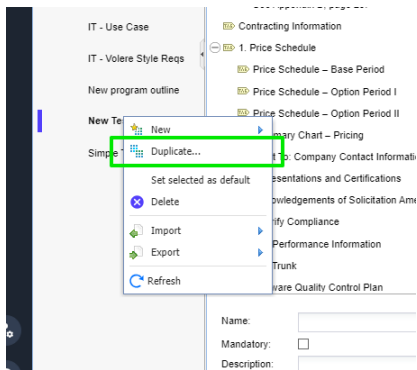 IT - Use Case
IT - Volere Style Reqs
New program outline
New Te
Simple T
Contracting Information
1. Price Schedule
Price Schedule – Base Period
Price Schedule – Option Period I
Price Schedule – Option Period II
mary Chart – Pricing
t To: Company Contact Informati
esentations and Certifications
owledgements of Solicitation Ame
rify Compliance
Performance Information
Trunk
ware Quality Control Plan
New
Duplicate...
Set selected as default
Delete
Import
Export
Refresh
Name:
Mandatory:
Description: